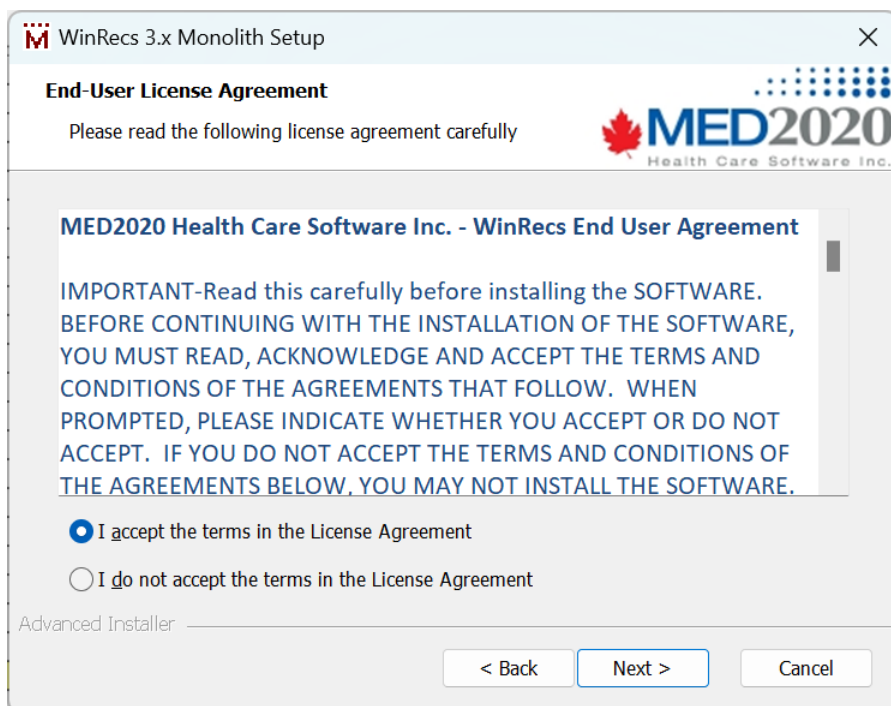 WinRecs 3.x Monolith Setup
End-User License Agreement
Please read the following license agreement carefully
MED2020
Health Care Software Inc.
MED2020 Health Care Software Inc. - WinRecs End User Agreement
IMPORTANT-Read this carefully before installing the SOFTWARE.
BEFORE CONTINUING WITH THE INSTALLATION OF THE SOFTWARE,
YOU MUST READ, ACKNOWLEDGE AND ACCEPT THE TERMS AND
CONDITIONS OF THE AGREEMENTS THAT FOLLOW.  WHEN
PROMPTED, PLEASE INDICATE WHETHER YOU ACCEPT OR DO NOT
ACCEPT.  IF YOU DO NOT ACCEPT THE TERMS AND CONDITIONS OF
THE AGREEMENTS BELOW, YOU MAY NOT INSTALL THE SOFTWARE.
I accept the terms in the License Agreement
I do not accept the terms in the License Agreement
Advanced Installer
< Back Next > Cancel